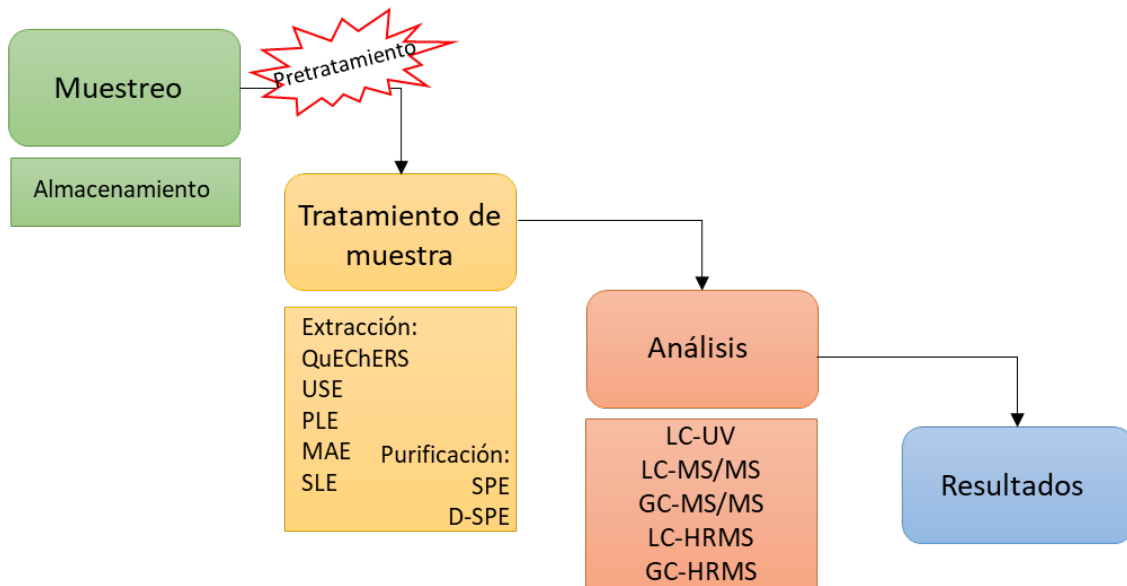 Muestreo
Pretratamiento
Almacenamiento
Tratamiento de
muestra
Extracción:
QuEChERS
USE
PLE
MAE
SLE
Purificación:
SPE
D-SPE
Análisis
LC-UV
LC-MS/MS
GC-MS/MS
LC-HRMS
GC-HRMS
Resultados